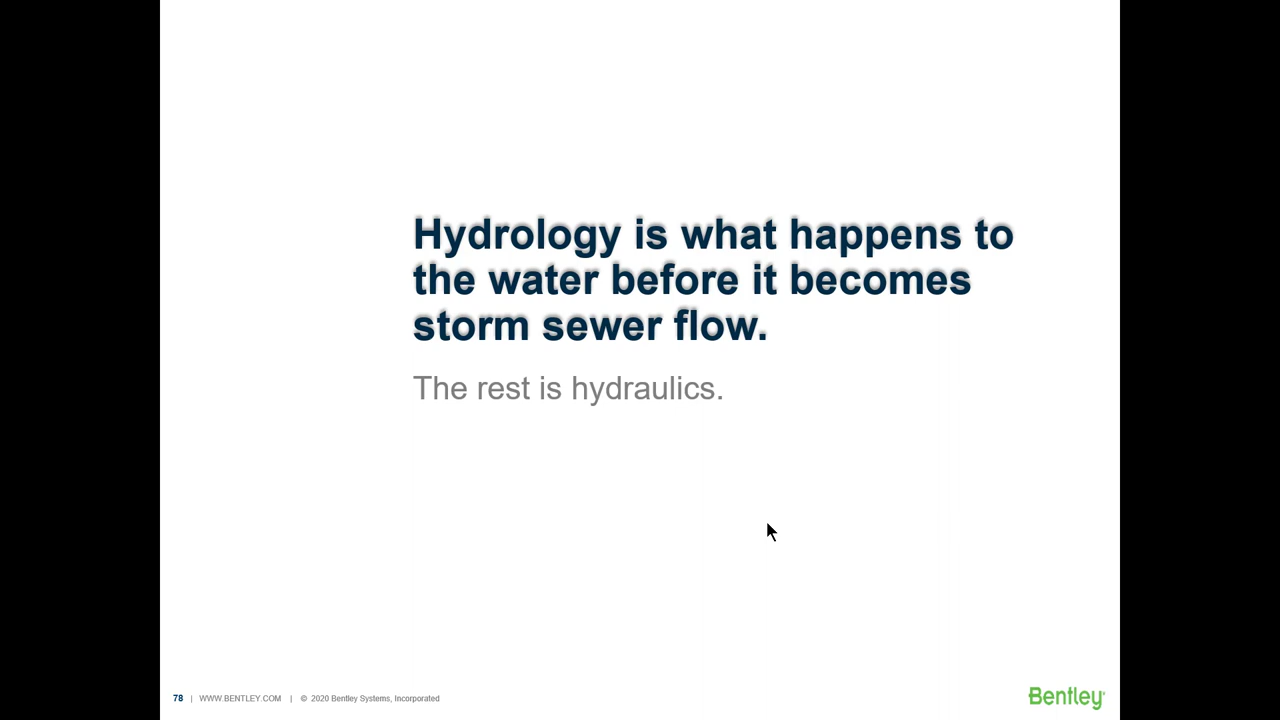 Hydrology is what happens to
the water before it becomes
storm sewer flow.
The rest is hydraulics.
78 | WWW.BENTLEY.COM | © 2020 Bentley Systems, Incorporated
Bentley